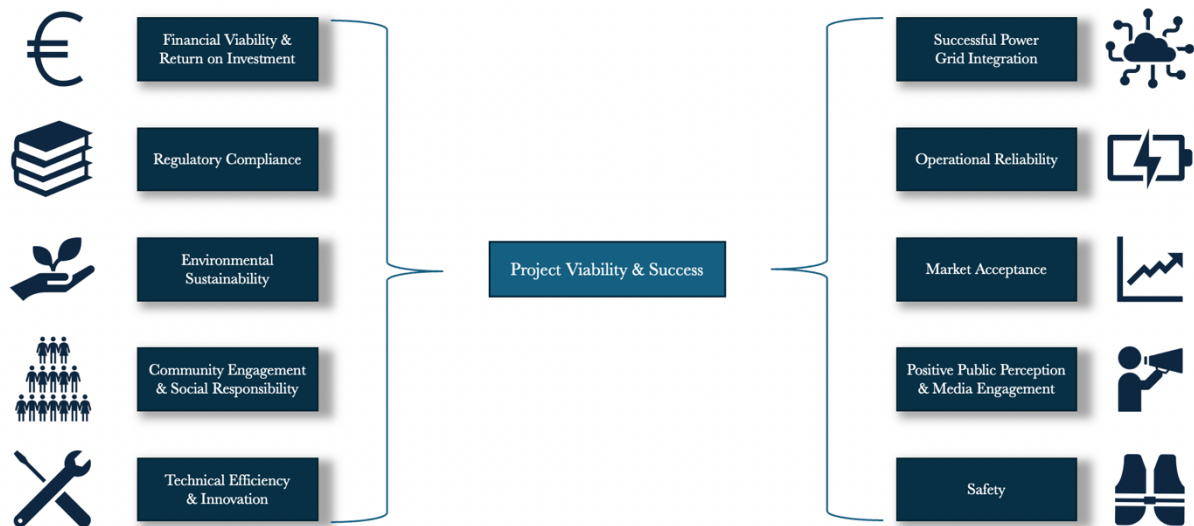 Financial Viability &
Return on Investment
Regulatory Compliance
Environmental
Sustainability
Community Engagement
& Social Responsibility
Technical Efficiency
& Innovation
Project Viability & Success
Successful Power
Grid Integration
Operational Reliability
Market Acceptance
Positive Public Perception
& Media Engagement
Safety